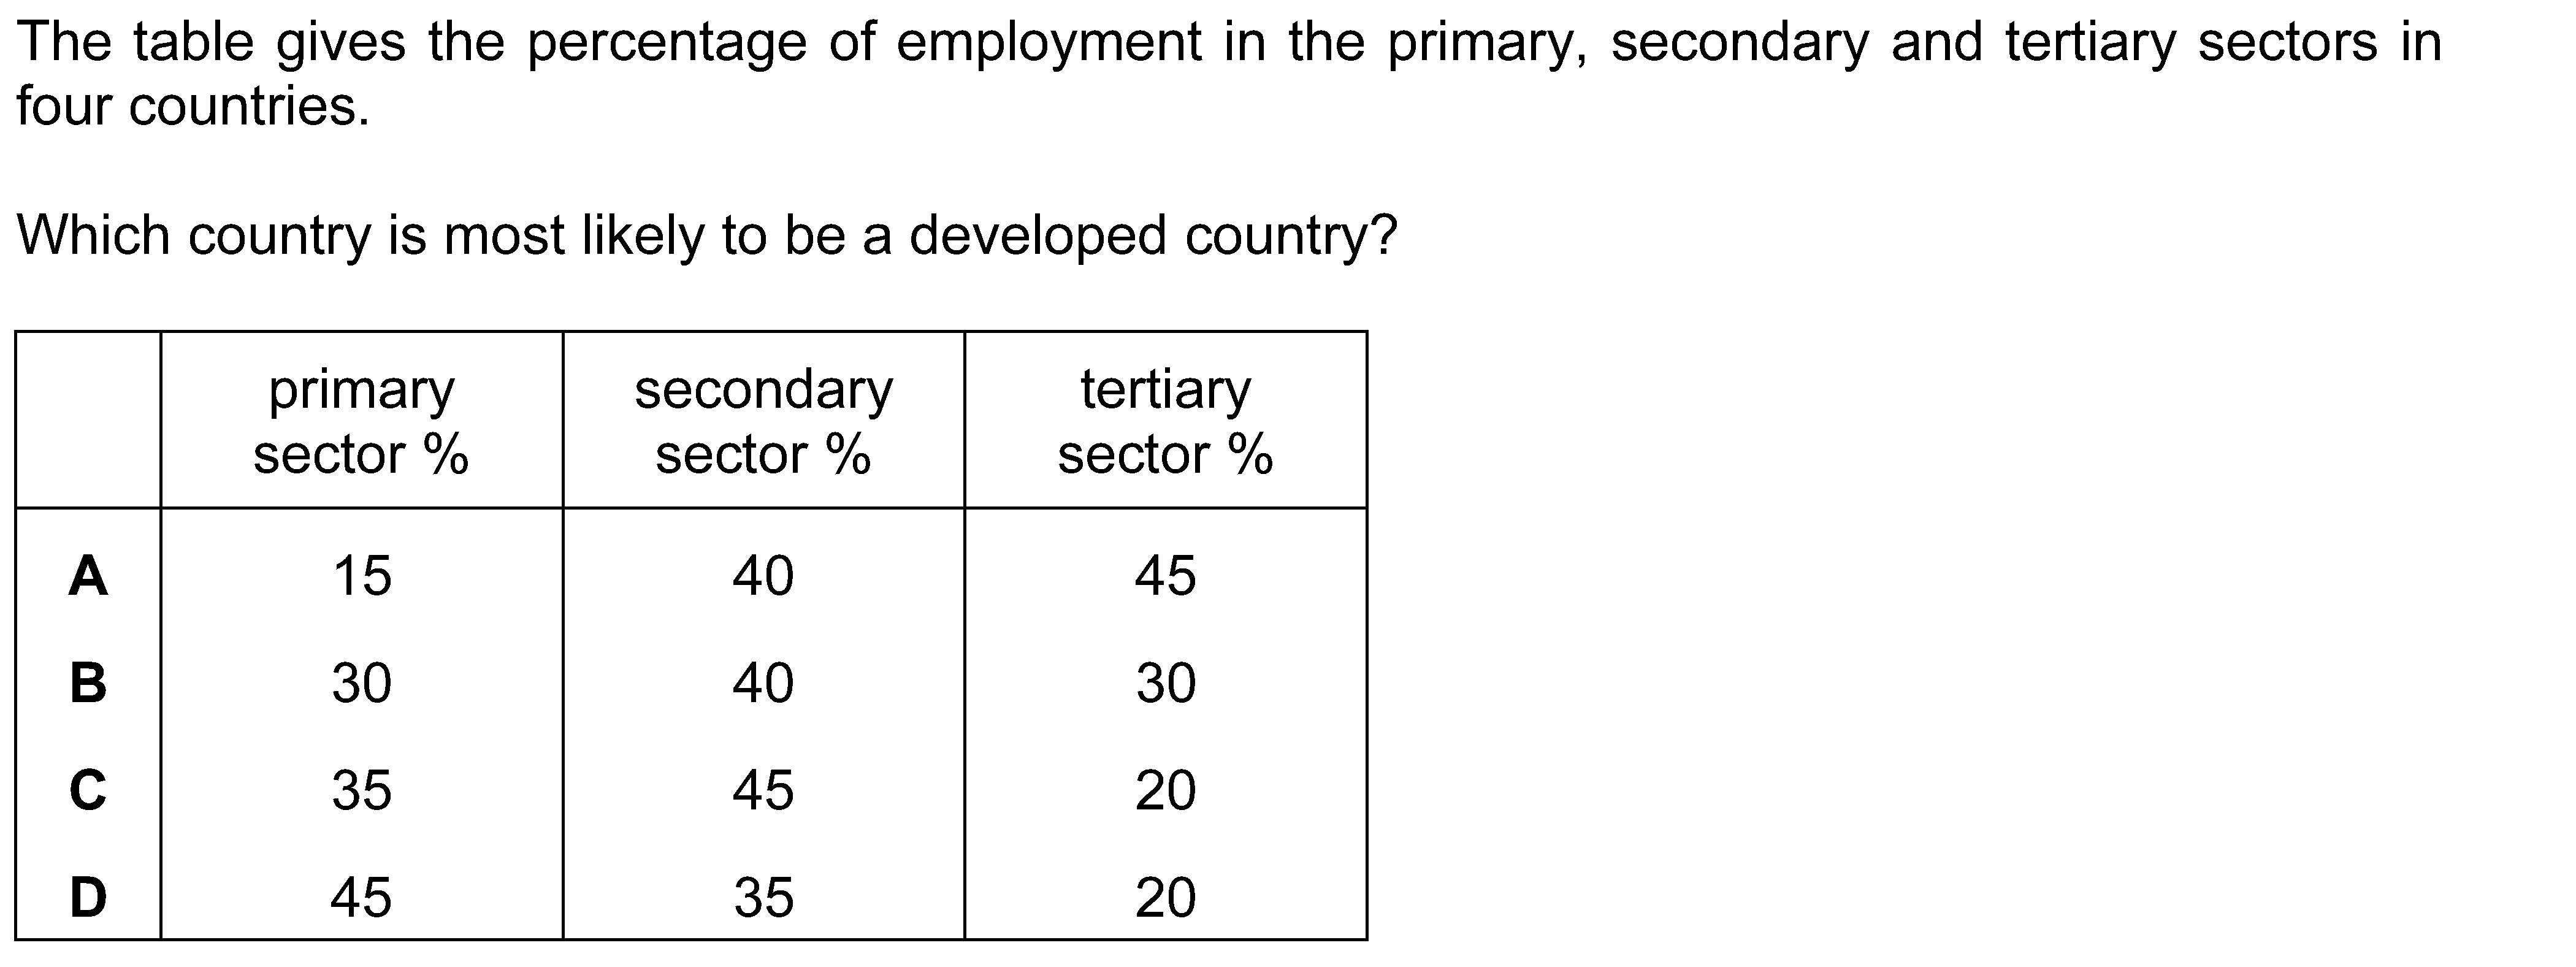 The table gives the percentage of employment in the primary, secondary and tertiary sectors in
four countries.
Which country is most likely to be a developed country?
primary sector % secondary sector % tertiary sector %
A 15 40 45
B 30 40 30
C 35 45 20
D 45 35 20